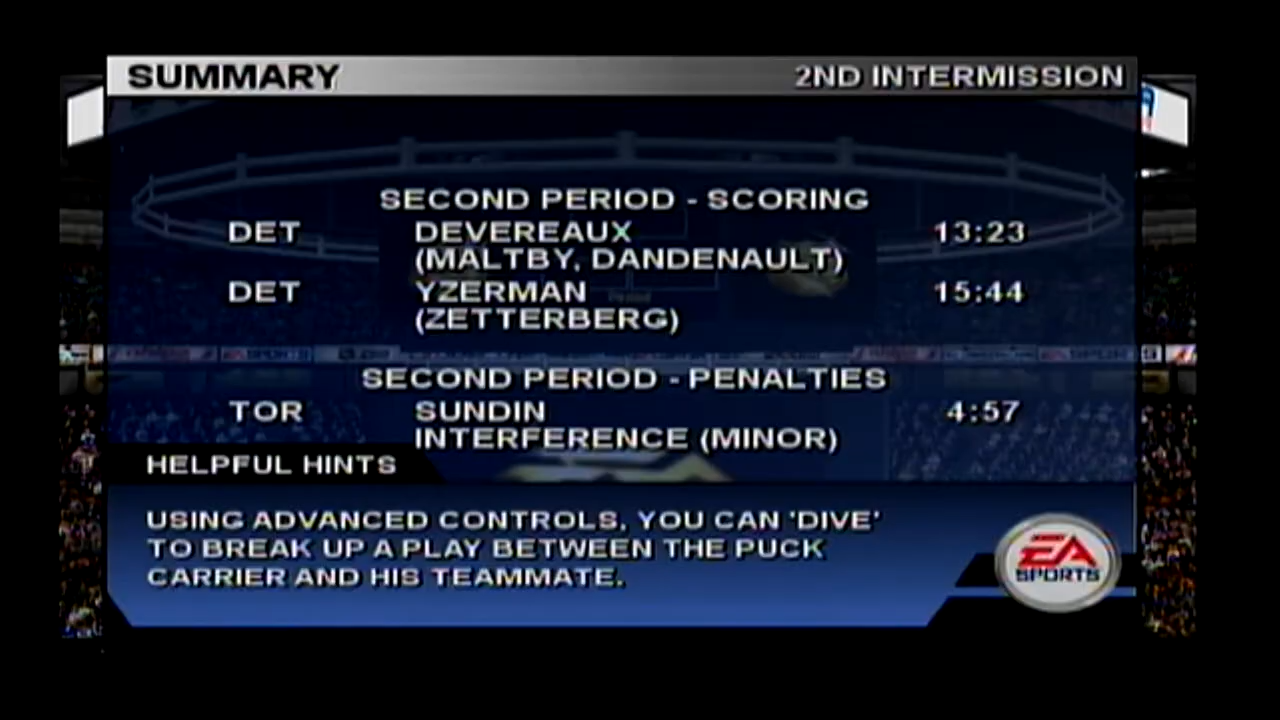 SUMMARY 2ND INTERMISSION
SECOND PERIOD - SCORING
DET DEVEREAUX 13:23
(MALTBY, DANDENAULT)
DET YZERMAN 15:44
(ZETTERBERG)
EA SPORTS
SECOND PERIOD - PENALTIES
TOR SUNDIN 4:57
INTERFERENCE (MINOR)
HELPFUL HINTS
USING ADVANCED CONTROLS, YOU CAN 'DIVE'
TO BREAK UP A PLAY BETWEEN THE PUCK
CARRIER AND HIS TEAMMATE.
EA
SPORTS